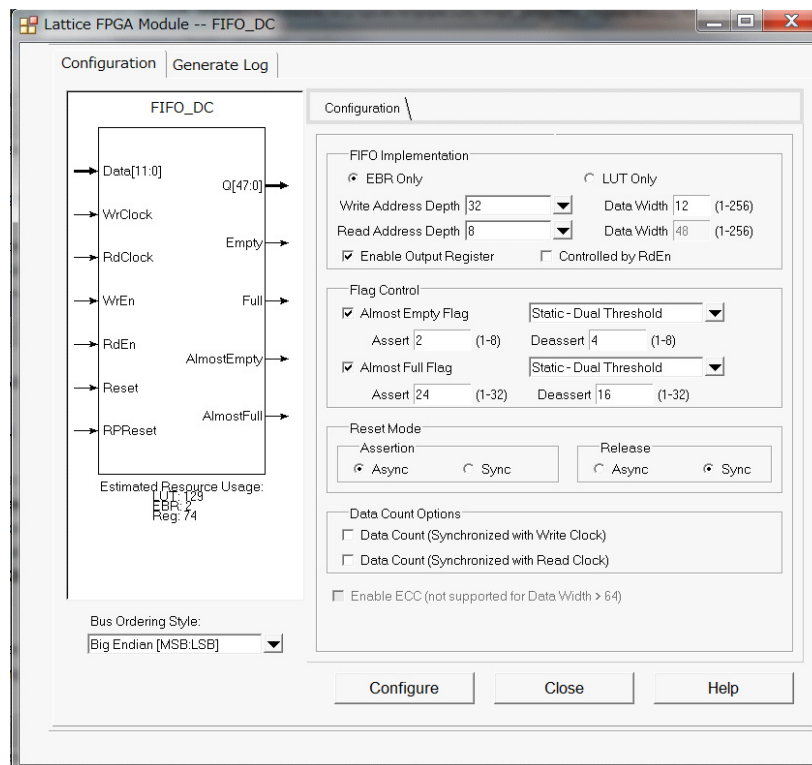 Lattice FPGA Module -- FIFO_DC
Configuration Generate Log
FIFO_DC
Data[11:0]
Q[47:0]
WrClock
Empty
RdClock
WrEn
Full
RdEn
AlmostEmpty
Reset
AlmostFull
RPReset
Estimated Resource Usage:
LUT: 129
EBR: 2
Reg: 74
Bus Ordering Style:
Big Endian [MSB:LSB]
Configuration
FIFO Implementation
EBR Only LUT Only
Write Address Depth 32 Data Width 12 (1-256)
Read Address Depth 8 Data Width 48 (1-256)
Enable Output Register Controlled by RdEn
Flag Control
Almost Empty Flag Static - Dual Threshold
Assert 2 (1-8) Deassert 4 (1-8)
Almost Full Flag Static - Dual Threshold
Assert 24 (1-32) Deassert 16 (1-32)
Reset Mode
Assertion Release
Async Sync Async Sync
Data Count Options
Data Count (Synchronized with Write Clock)
Data Count (Synchronized with Read Clock)
Enable ECC (not supported for Data Width > 64)
Configure Close Help